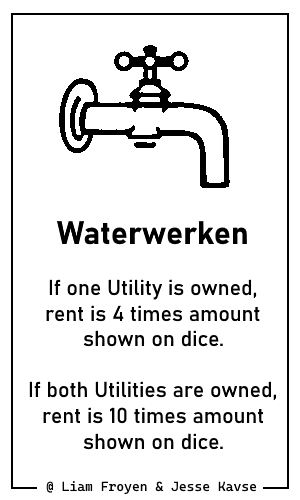 Waterwerken
If one Utility is owned,
rent is 4 times amount
shown on dice.
If both Utilities are owned,
rent is 10 times amount
shown on dice.
@ Liam Froyen & Jesse Kavse